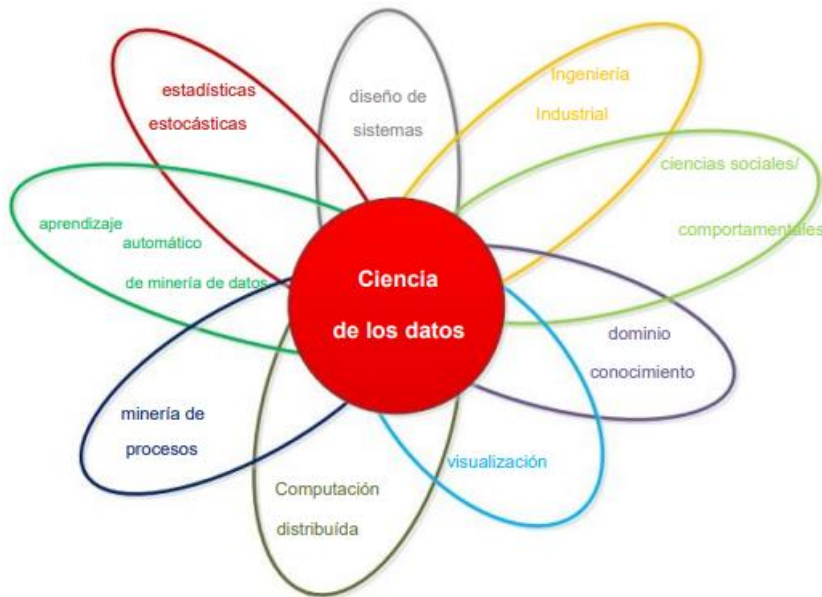 estadísticas
estocásticas
diseño de
sistemas
Ingeniería
Industrial
ciencias sociales/
comportamentales
aprendizaje
automático
de minería de datos
Ciencia
de los datos
dominio
conocimiento
minería de
procesos
visualización
Computación
distribuída